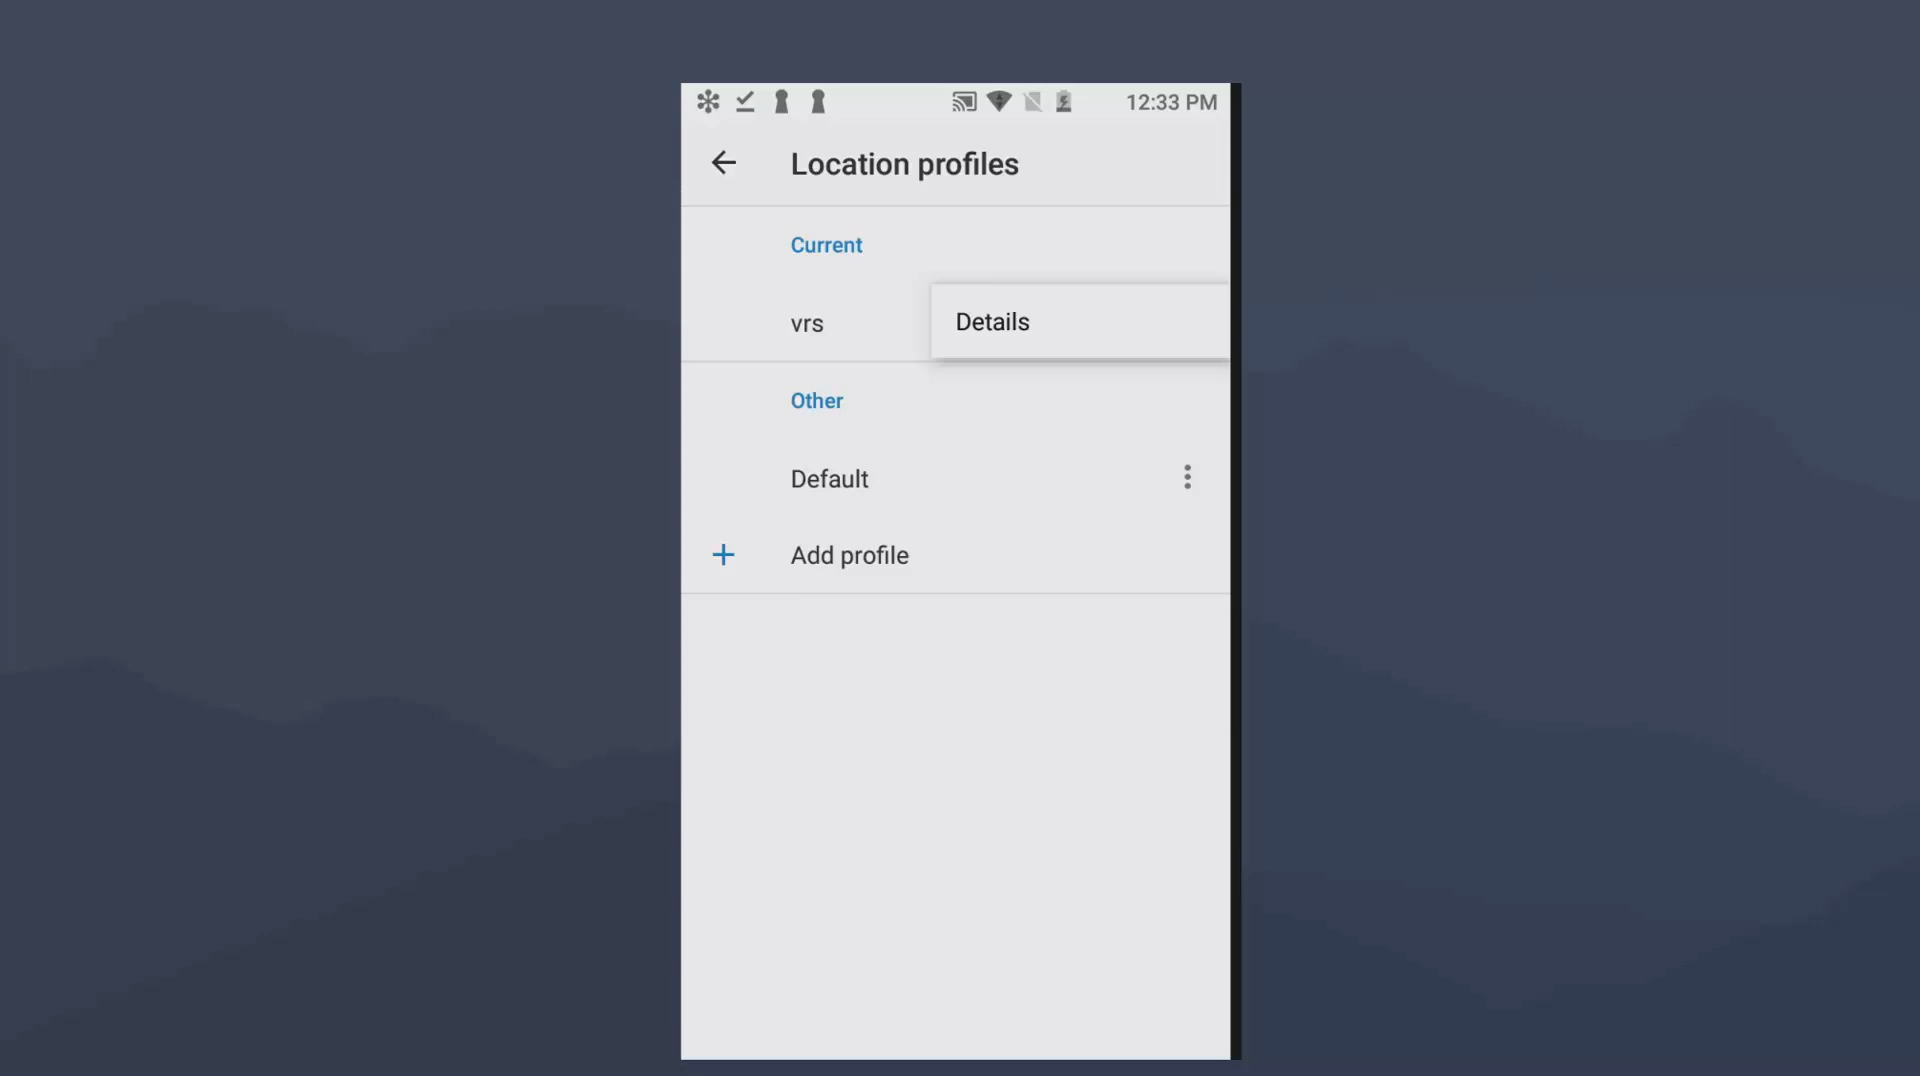 12:33 PM
Location profiles
Current
vrs
Details
Other
Default
Add profile